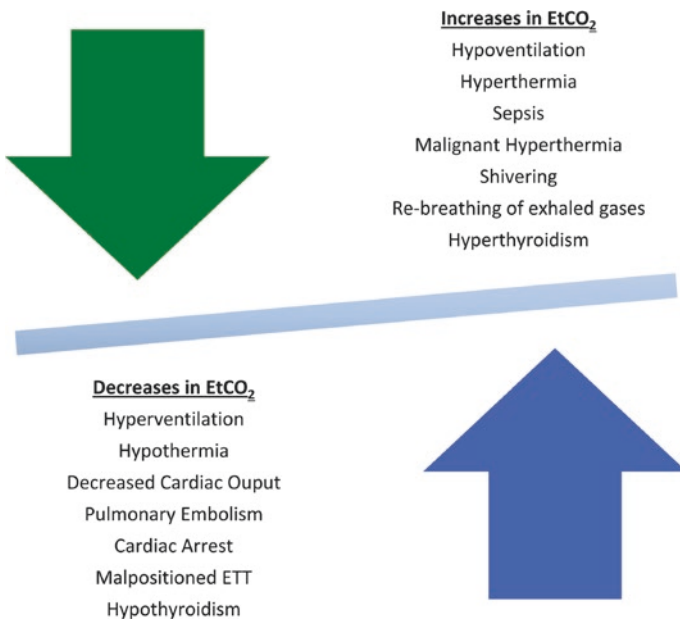 Increases in EtCO₂
Hypoventilation
Hyperthermia
Sepsis
Malignant Hyperthermia
Shivering
Re-breathing of exhaled gases
Hyperthyroidism
Decreases in EtCO₂
Hyperventilation
Hypothermia
Decreased Cardiac Ouput
Pulmonary Embolism
Cardiac Arrest
Malpositioned ETT
Hypothyroidism